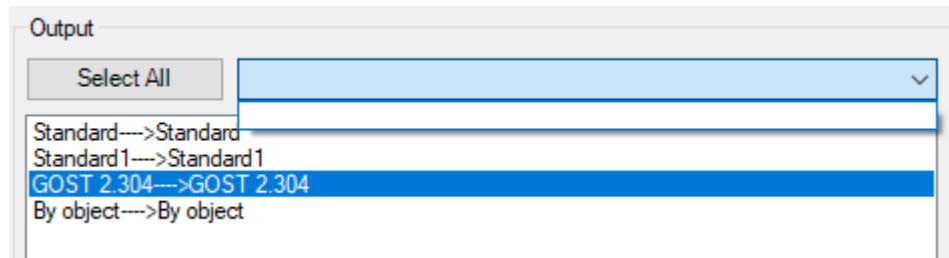 Output
Select All
Standard---->Standard
Standard1---->Standard1
GOST 2.304---->GOST 2.304
By object---->By object